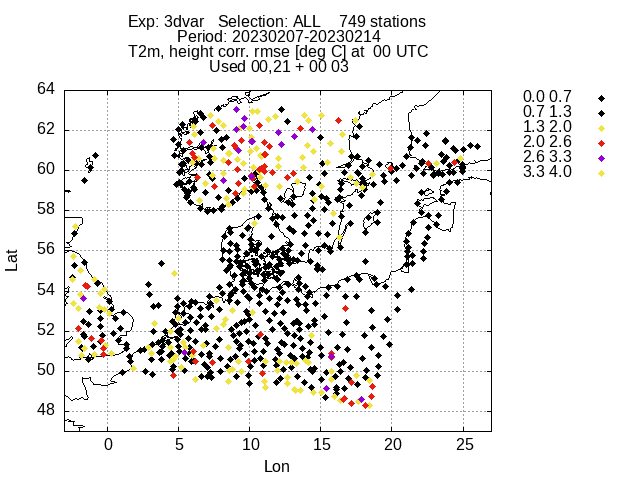 Exp: 3dvar Selection: ALL 749 stations
Period: 20230207-20230214
T2m, height corr. rmse [deg C] at 00 UTC
Used 00,21 + 00 03
0.0 0.7
0.7 1.3
1.3 2.0
2.0 2.6
2.6 3.3
3.3 4.0
64
62
60
58
56
54
52
50
48
Lat
0 5 10 15 20 25
Lon